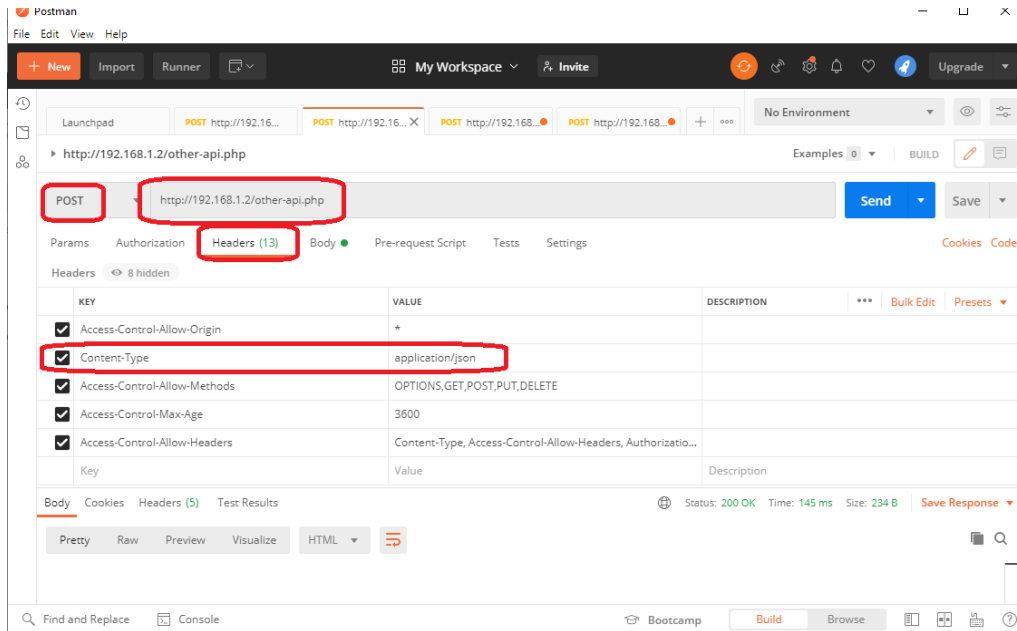 Postman
File Edit View Help
+ New Import Runner My Workspace Invite Upgrade
Launchpad POST http://192.16... POST http://192.16... POST http://192.168... POST http://192.168... + ooo No Environment
http://192.168.1.2/other-api.php Examples 0 BUILD
POST http://192.168.1.2/other-api.php Send Save
Params Authorization Headers (13) Body Pre-request Script Tests Settings Cookies Code
Headers 8 hidden
KEY VALUE DESCRIPTION ••• Bulk Edit Presets
Access-Control-Allow-Origin *
Content-Type application/json
Access-Control-Allow-Methods OPTIONS,GET,POST,PUT,DELETE
Access-Control-Max-Age 3600
Access-Control-Allow-Headers Content-Type, Access-Control-Allow-Headers, Authorizatio...
Key Value Description
Body Cookies Headers (5) Test Results Status: 200 OK Time: 145 ms Size: 234 B Save Response
Pretty Raw Preview Visualize HTML
Find and Replace Console Bootcamp Build Browse